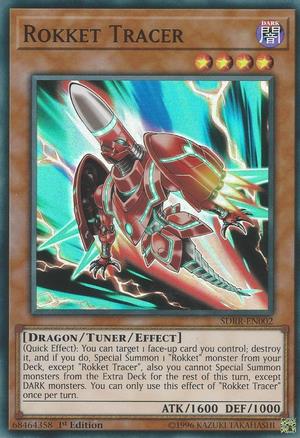 ROKKET TRACER
DARK
闇
SDRR-EN002
[DRAGON/TUNER/EFFECT]
(Quick Effect): You can target 1 face-up card you control; destroy
it, and if you do, Special Summon 1 "Rokket" monster from your
Deck, except "Rokket Tracer", also you cannot Special Summon
monsters from the Extra Deck for the rest of this turn, except
DARK monsters. You can only use this effect of "Rokket Tracer"
once per turn.
ATK/1600 DEF/1000
68464358 1st Edition ©1996 KAZUKI TAKAHASHI